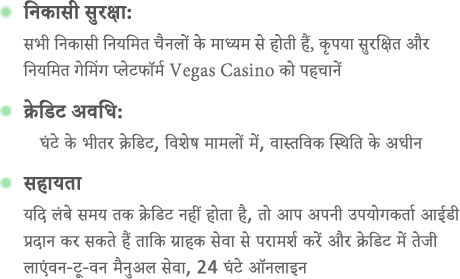 निकासी सुरक्षा:
सभी निकासी नियमित चैनलों के माध्यम से होती हैं, कृपया सुरक्षित और
नियमित गेमिंग प्लेटफॉर्म Vegas Casino को पहचानें
क्रेडिट अवधि:
घंटे के भीतर क्रेडिट, विशेष मामलों में, वास्तविक स्थिति के अधीन
सहायता
यदि लंबे समय तक क्रेडिट नहीं होता है, तो आप अपनी उपयोगकर्ता आईडी
प्रदान कर सकते हैं ताकि ग्राहक सेवा से परामर्श करें और क्रेडिट में तेजी
लाएंवन-टू-वन मैनुअल सेवा, 24 घंटे ऑनलाइन